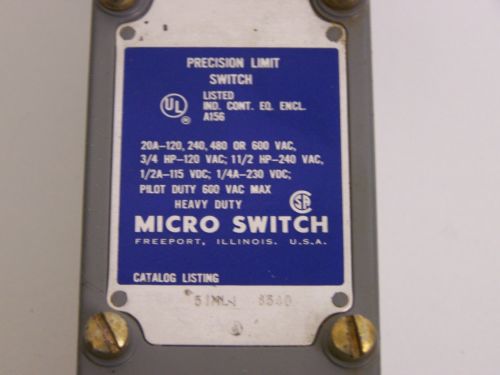 PRECISION LIMIT
SWITCH
UL
®
LISTED
IND. CONT. EQ. ENCL.
A156
20A-120, 240, 480 OR 600 VAC,
3/4 HP-120 VAC; 11/2 HP-240 VAC,
1/2A-115 VDC; 1/4A-230 VDC;
PILOT DUTY 600 VAC MAX
HEAVY DUTY
SA
MICRO SWITCH
FREEPORT, ILLINOIS. U.S.A.
CATALOG LISTING